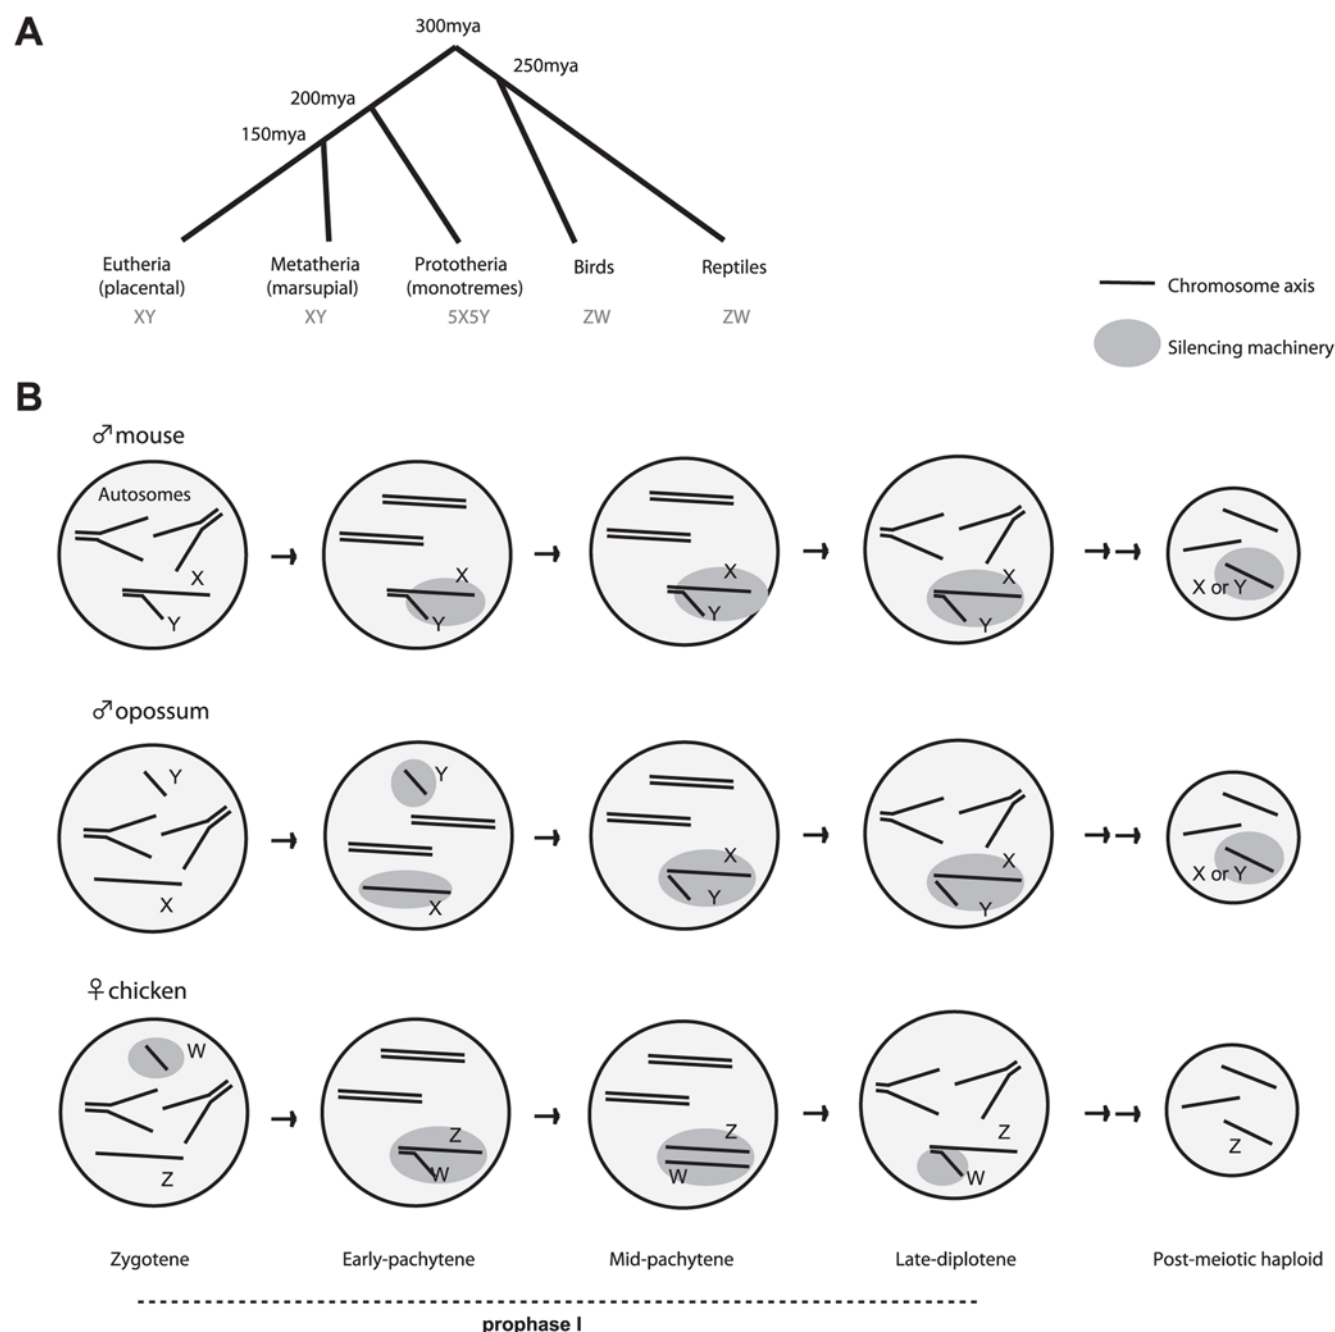 A
300mya
250mya
200mya
150mya
Eutheria
(placental)
XY
Metatheria
(marsupial)
XY
Prototheria
(monotremes)
5X5Y
Birds
ZW
Reptiles
ZW
Chromosome axis
Silencing machinery
B
♂mouse
Autosomes
X
Y
X
Y
X
Y
X
Y
X or Y
♂opossum
Y
X
Y
X
X
Y
X
Y
X or Y
♀chicken
W
Z
Z
W
Z
W
Z
W
Z
Zygotene
Early-pachytene
Mid-pachytene
Late-diplotene
Post-meiotic haploid
prophase I